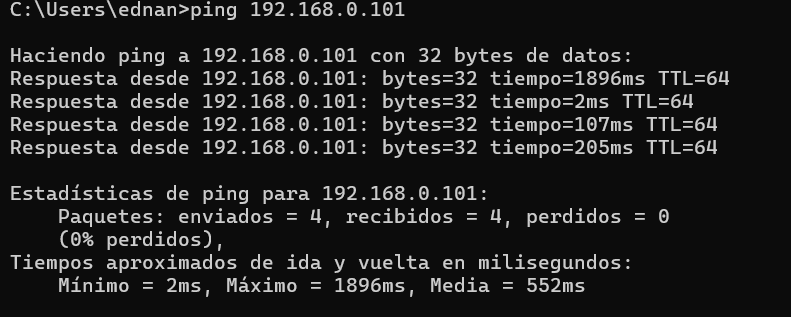 C:\Users\ednan>ping 192.168.0.101
Haciendo ping a 192.168.0.101 con 32 bytes de datos:
Respuesta desde 192.168.0.101: bytes=32 tiempo=1896ms TTL=64
Respuesta desde 192.168.0.101: bytes=32 tiempo=2ms TTL=64
Respuesta desde 192.168.0.101: bytes=32 tiempo=107ms TTL=64
Respuesta desde 192.168.0.101: bytes=32 tiempo=205ms TTL=64
Estadísticas de ping para 192.168.0.101:
Paquetes: enviados = 4, recibidos = 4, perdidos = 0
(0% perdidos),
Tiempos aproximados de ida y vuelta en milisegundos:
Mínimo = 2ms, Máximo = 1896ms, Media = 552ms